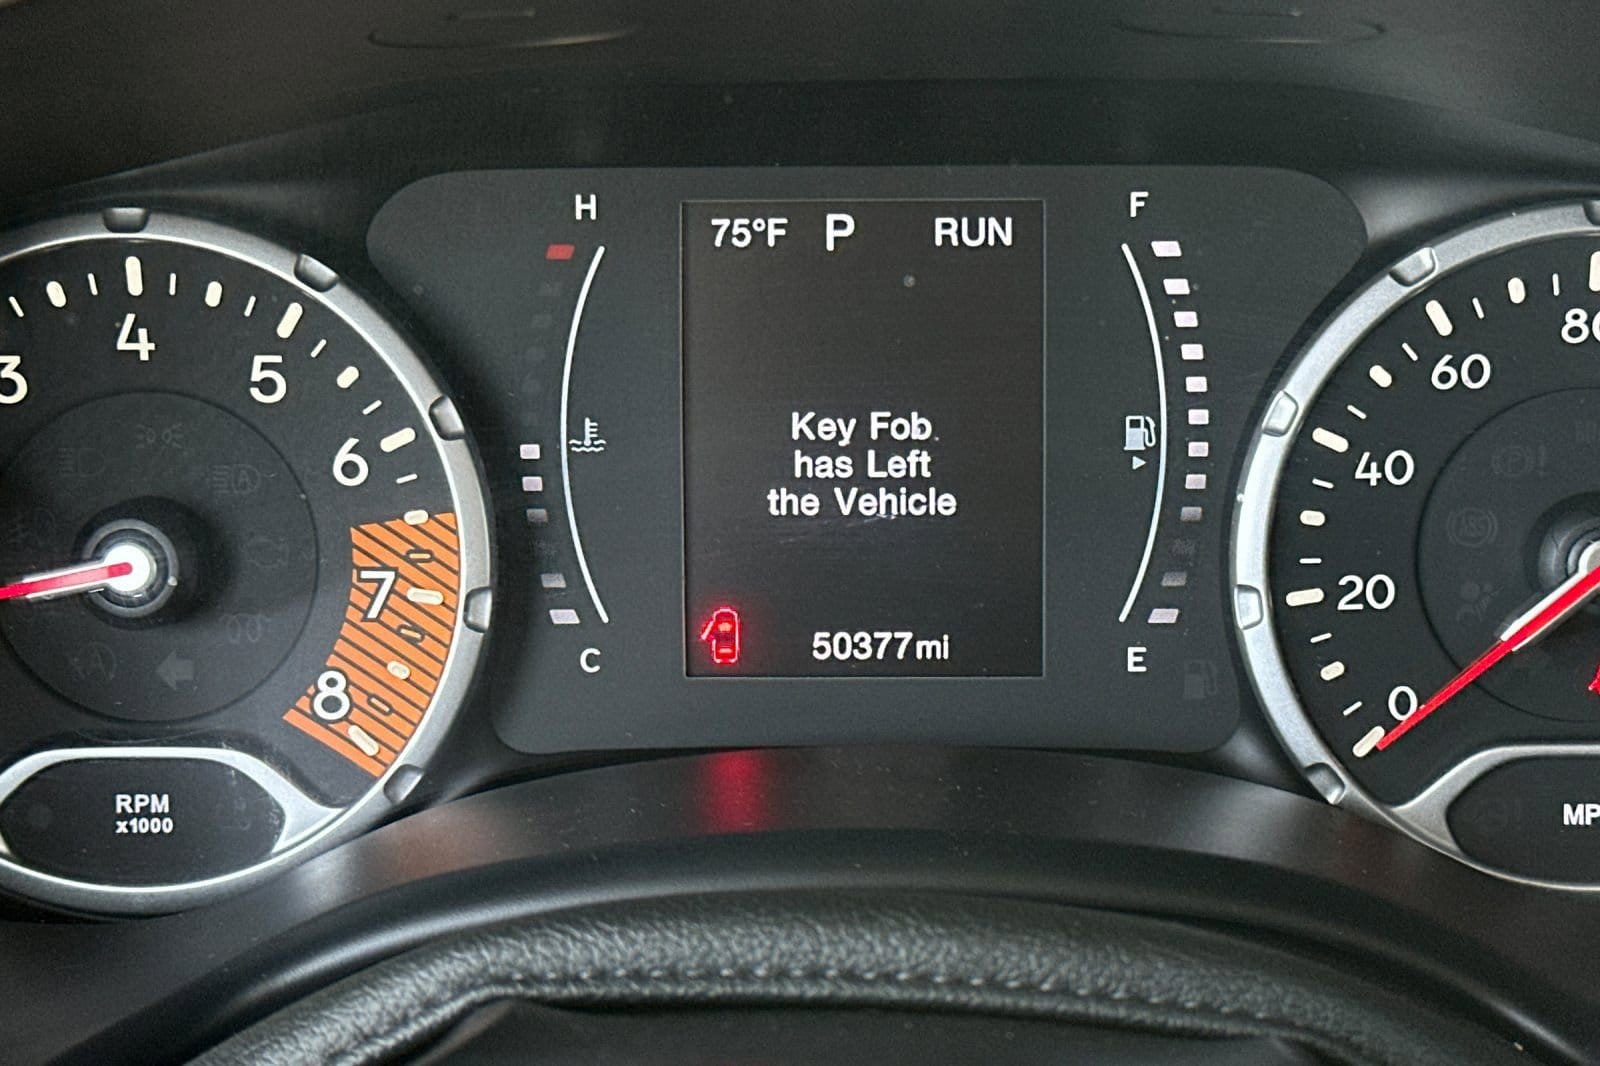 H
F
75°F P RUN
3
4
5
6
7
8
Key Fob
has Left
the Vehicle
50377mi
C
E
RPM
x1000
0
20
40
60
ABS